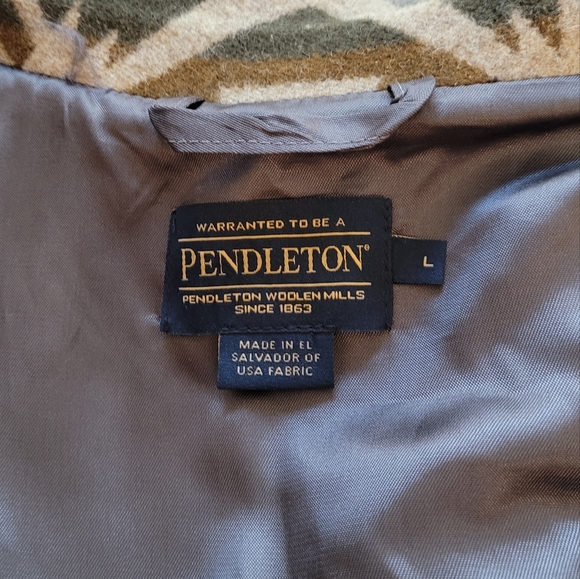 WARRANTED TO BE A
PENDLETON®
PENDLETON WOOLEN MILLS
SINCE 1863
L
MADE IN EL
SALVADOR OF
USA FABRIC